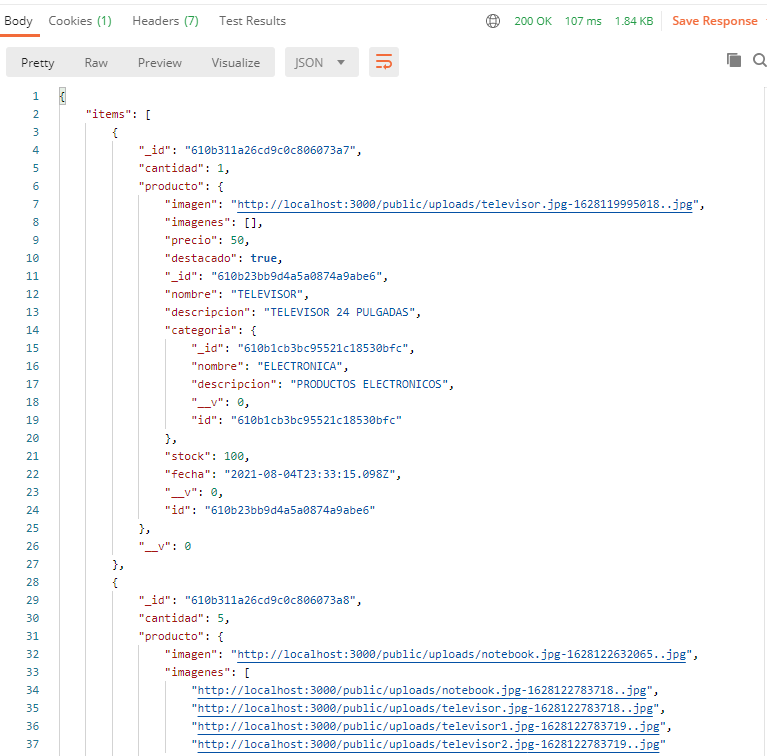 Body Cookies (1) Headers (7) Test Results 200 OK 107 ms 1.84 KB Save Response
Pretty Raw Preview Visualize JSON
1 {
2 "items": [
3 {
4 "_id": "610b311a26cd9c0c806073a7",
5 "cantidad": 1,
6 "producto": {
7 "imagen": "http://localhost:3000/public/uploads/televisor.jpg-1628119995018..jpg",
8 "imagenes": [],
9 "precio": 50,
10 "destacado": true,
11 "_id": "610b23bb9d4a5a0874a9abe6",
12 "nombre": "TELEVISOR",
13 "descripcion": "TELEVISOR 24 PULGADAS",
14 "categoria": {
15 "_id": "610b1cb3bc95521c18530bfc",
16 "nombre": "ELECTRONICA",
17 "descripcion": "PRODUCTOS ELECTRONICOS",
18 "__v": 0,
19 "id": "610b1cb3bc95521c18530bfc"
20 },
21 "stock": 100,
22 "fecha": "2021-08-04T23:33:15.098Z",
23 "__v": 0,
24 "id": "610b23bb9d4a5a0874a9abe6"
25 },
26 "__v": 0
27 },
28 {
29 "_id": "610b311a26cd9c0c806073a8",
30 "cantidad": 5,
31 "producto": {
32 "imagen": "http://localhost:3000/public/uploads/notebook.jpg-1628122632065..jpg",
33 "imagenes": [
34 "http://localhost:3000/public/uploads/notebook.jpg-1628122783718..jpg",
35 "http://localhost:3000/public/uploads/televisor.jpg-1628122783718..jpg",
36 "http://localhost:3000/public/uploads/televisor1.jpg-1628122783719..jpg",
37 "http://localhost:3000/public/uploads/televisor2.jpg-1628122783719..jpg"